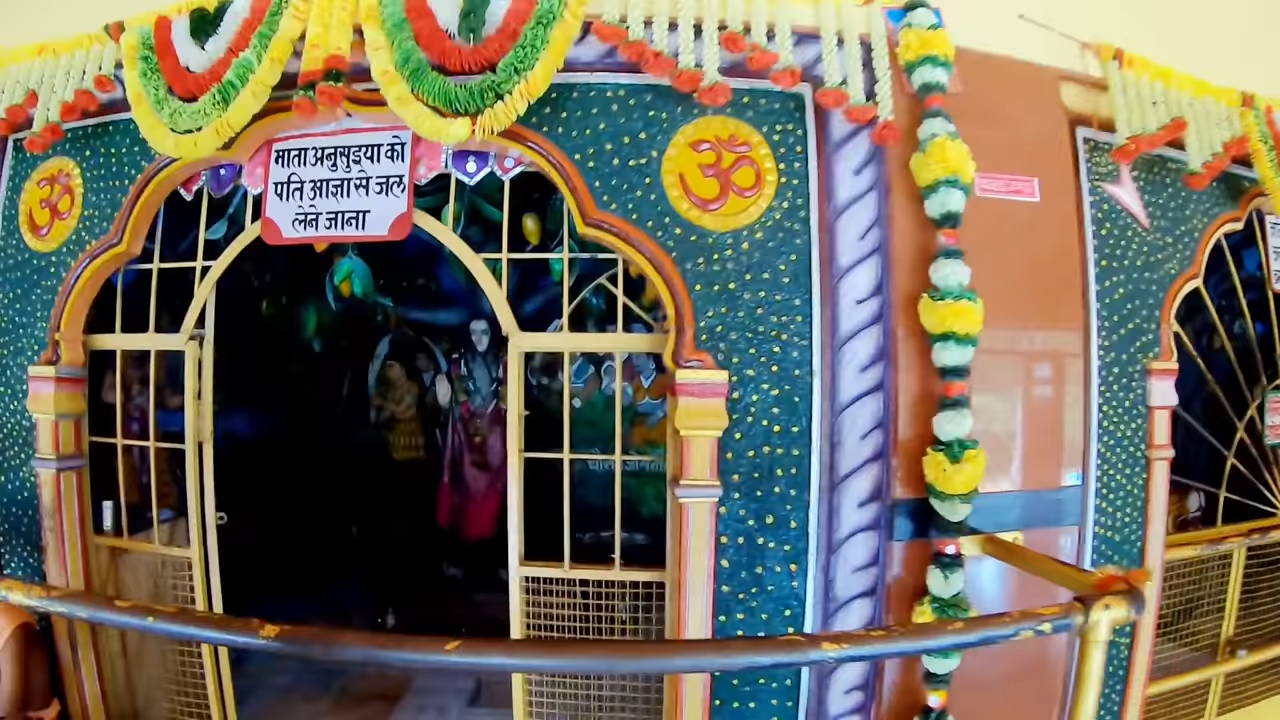 ॐ
माता अनुसुइया को
पति आज्ञा से जल
लेने जाना
ॐ